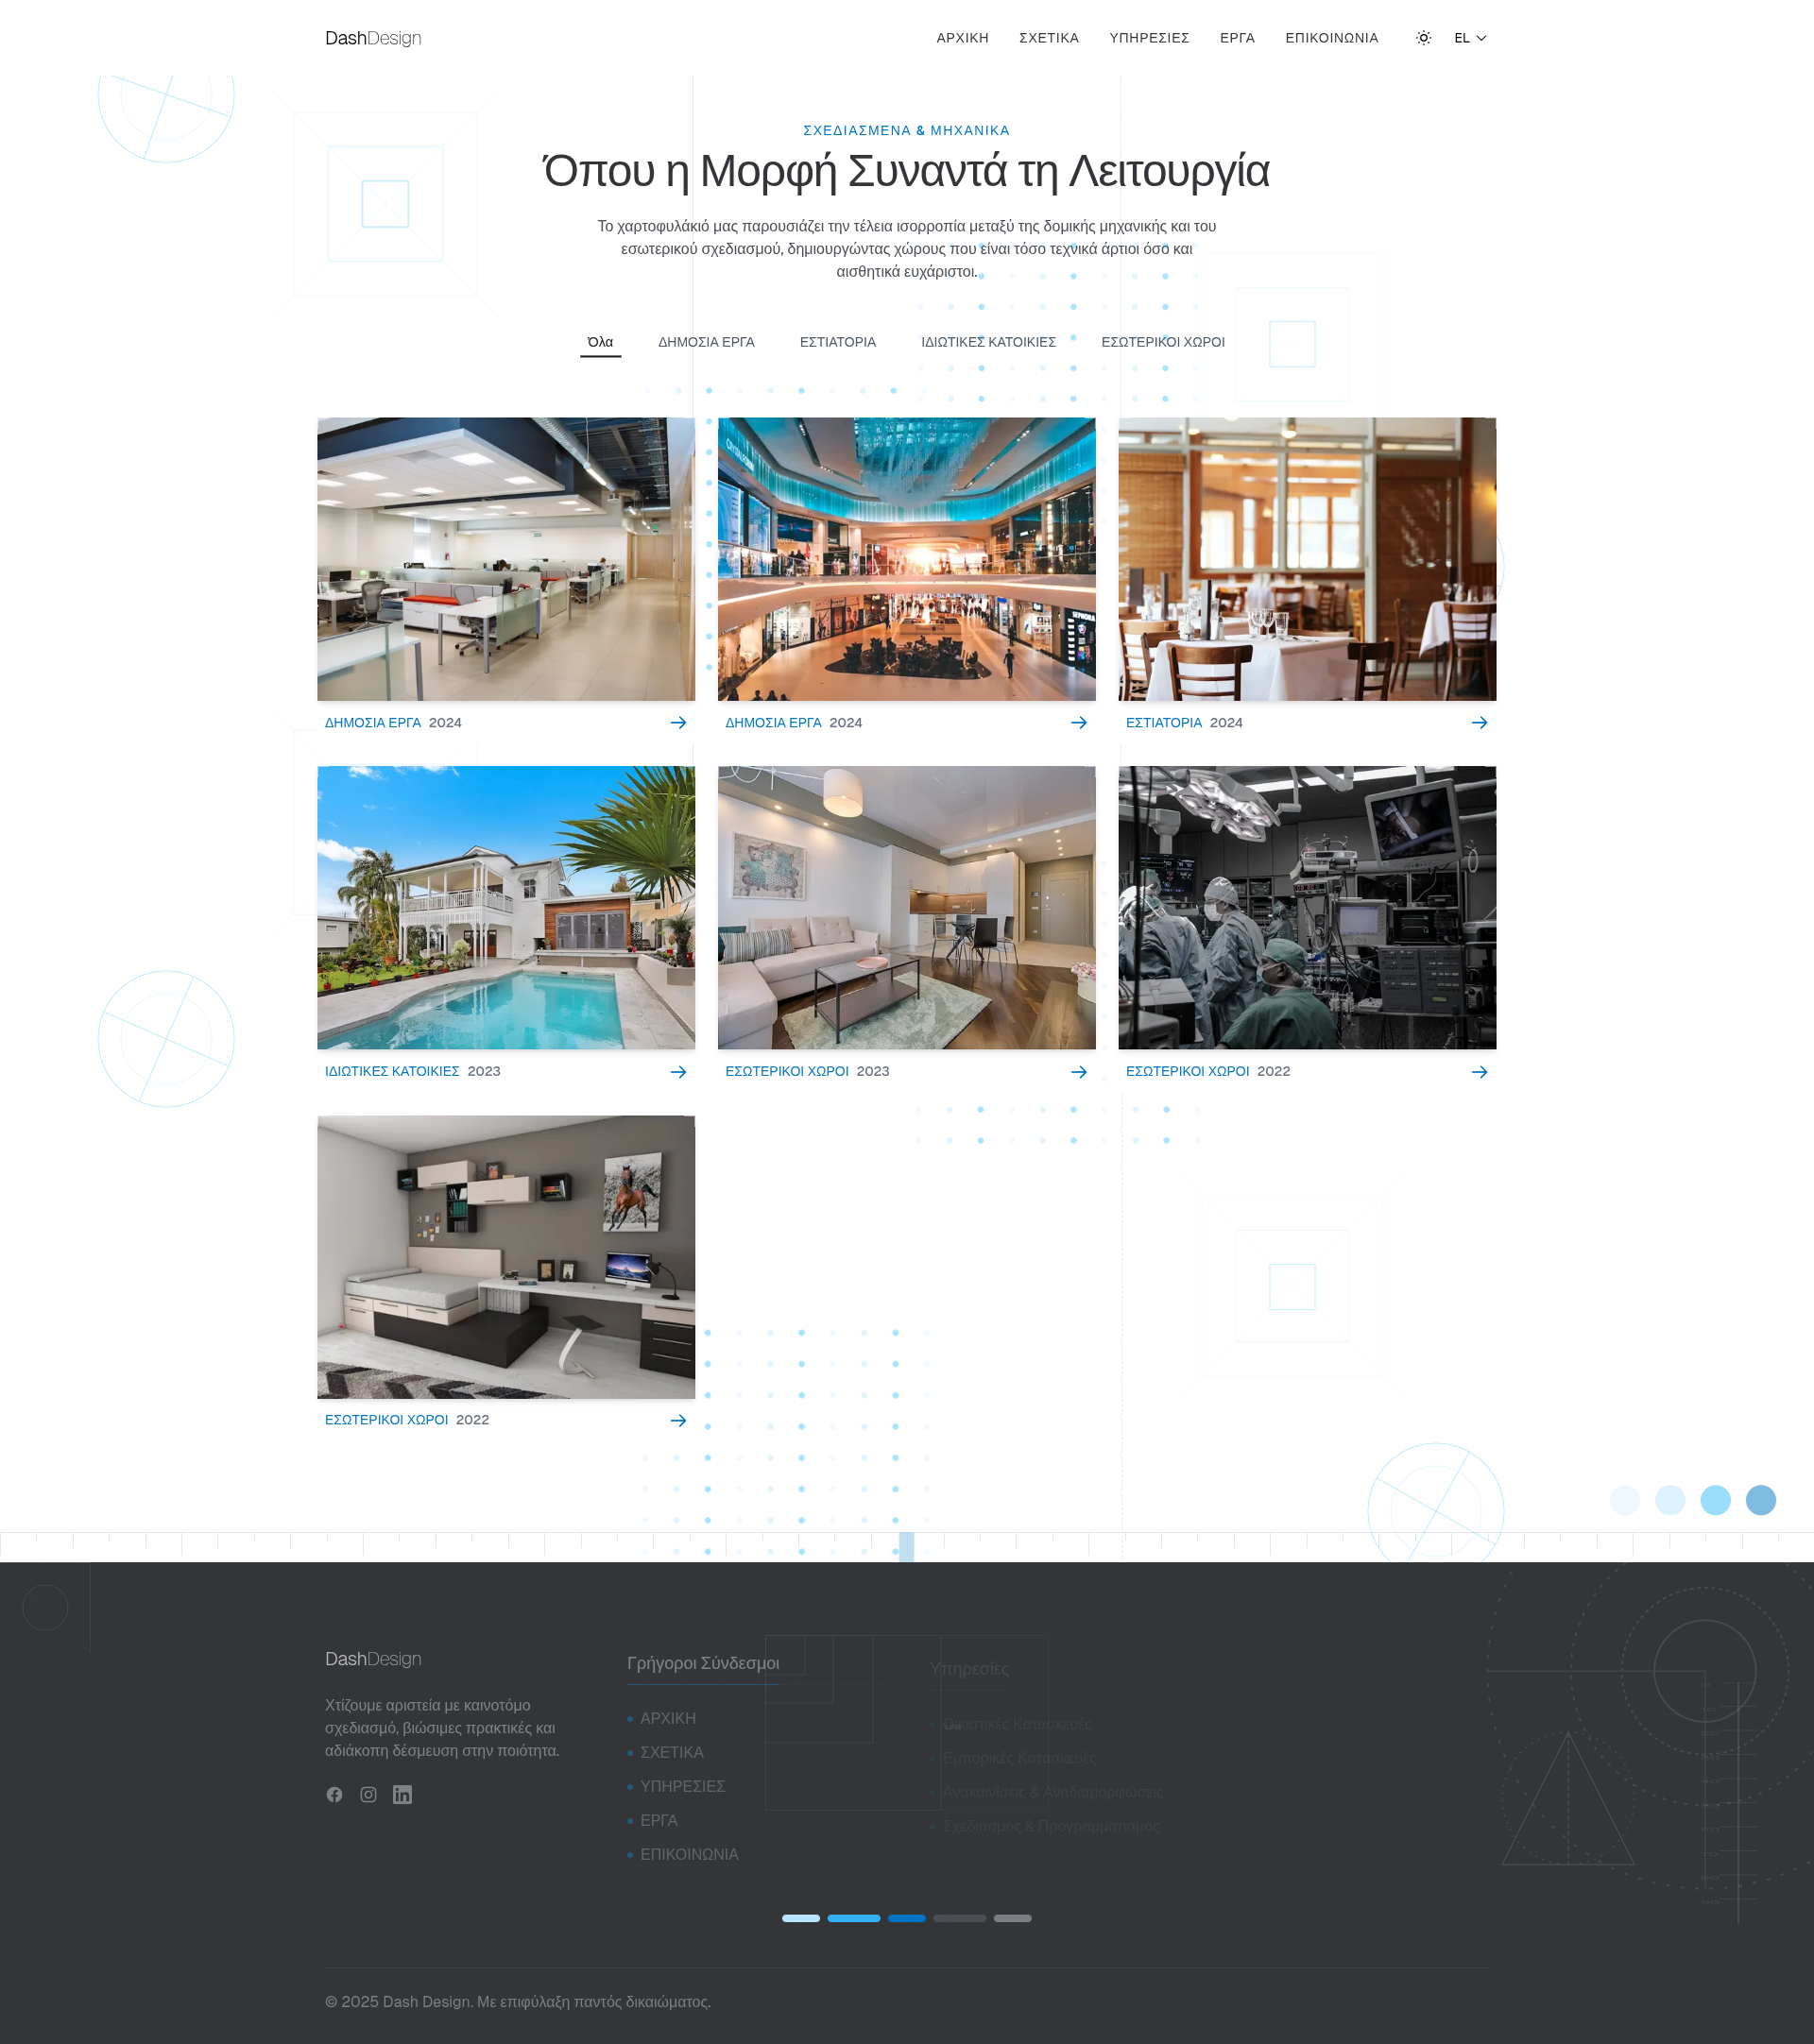 DashDesign
ΑΡΧΙΚΗ ΣΧΕΤΙΚΑ ΥΠΗΡΕΣΙΕΣ ΕΡΓΑ ΕΠΙΚΟΙΝΩΝΙΑ EL
ΣΧΕΔΙΑΣΜΕΝΑ & ΜΗΧΑΝΙΚΑ
Όπου η Μορφή Συναντά τη Λειτουργία
Το χαρτοφυλάκιό μας παρουσιάζει την τέλεια ισορροπία μεταξύ της δομικής μηχανικής και του
εσωτερικού σχεδιασμού, δημιουργώντας χώρους που είναι τόσο τεχνικά άρτιοι όσο και
αισθητικά ευχάριστοι.
Όλα ΔΗΜΟΣΙΑ ΕΡΓΑ ΕΣΤΙΑΤΟΡΙΑ ΙΔΙΩΤΙΚΕΣ ΚΑΤΟΙΚΙΕΣ ΕΣΩΤΕΡΙΚΟΙ ΧΩΡΟΙ
SEPHORA
ΔΗΜΟΣΙΑ ΕΡΓΑ 2024
ΔΗΜΟΣΙΑ ΕΡΓΑ 2024
ΕΣΤΙΑΤΟΡΙΑ 2024
ΙΔΙΩΤΙΚΕΣ ΚΑΤΟΙΚΙΕΣ 2023
ΕΣΩΤΕΡΙΚΟΙ ΧΩΡΟΙ 2023
ΕΣΩΤΕΡΙΚΟΙ ΧΩΡΟΙ 2022
ΕΣΩΤΕΡΙΚΟΙ ΧΩΡΟΙ 2022
DashDesign
Χτίζουμε αριστεία με καινοτόμο
σχεδιασμό, βιώσιμες πρακτικές και
αδιάκοπη δέσμευση στην ποιότητα.
Γρήγοροι Σύνδεσμοι
ΑΡΧΙΚΗ
ΣΧΕΤΙΚΑ
ΥΠΗΡΕΣΙΕΣ
ΕΡΓΑ
ΕΠΙΚΟΙΝΩΝΙΑ
Υπηρεσίες
Οικιστικές Κατασκευές
Εμπορικές Κατασκευές
Ανακαινίσεις & Αναδιαμορφώσεις
Σχεδιασμός & Προγραμματισμός
© 2025 Dash Design. Με επιφύλαξη παντός δικαιώματος.